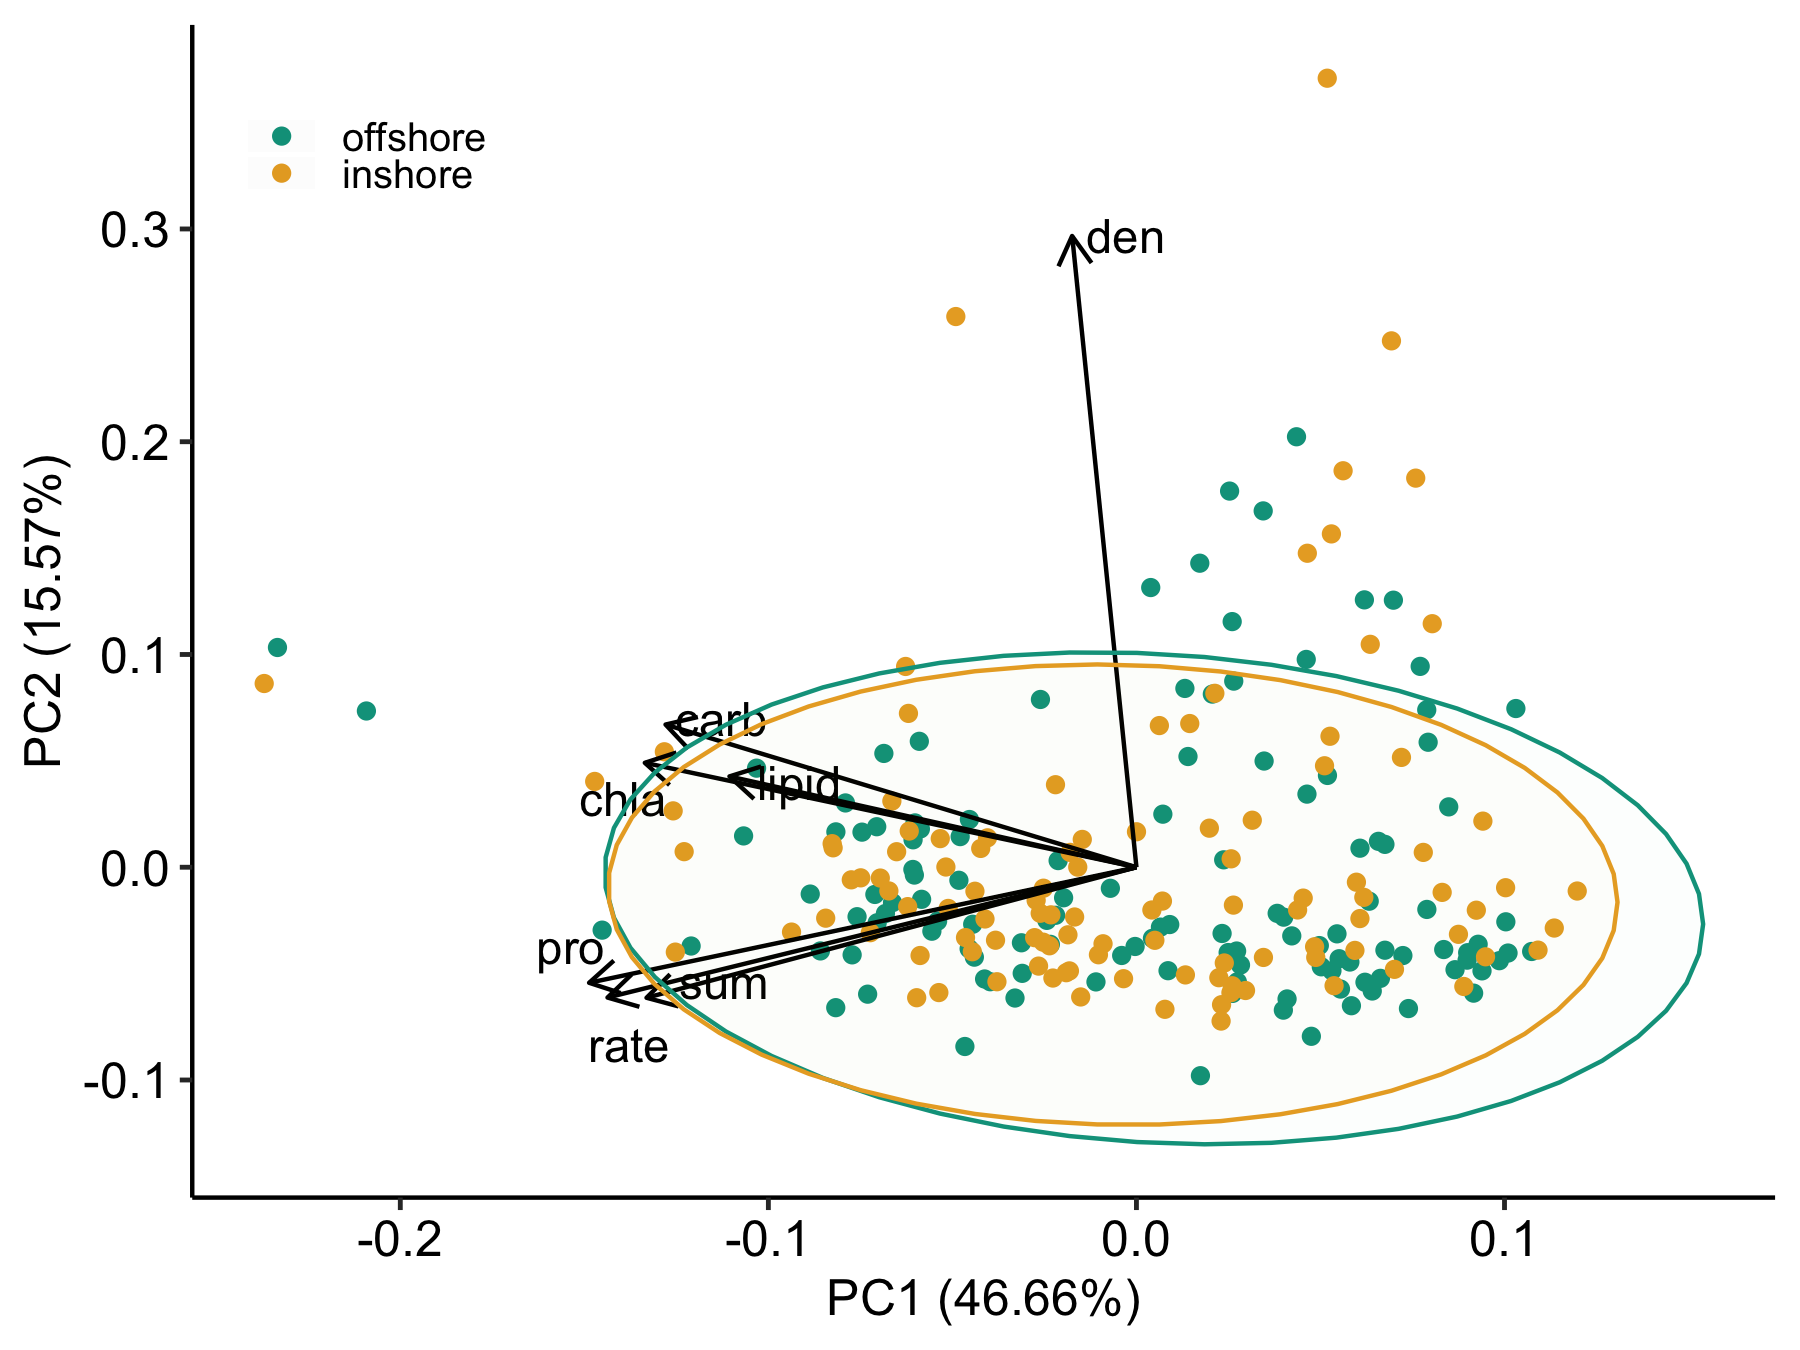 offshore
inshore
0.3
den
0.2
PC2 (15.57%)
0.1
carb
lipid
chla
0.0
pro
sum
rate
-0.1
-0.2
-0.1
0.0
0.1
PC1 (46.66%)